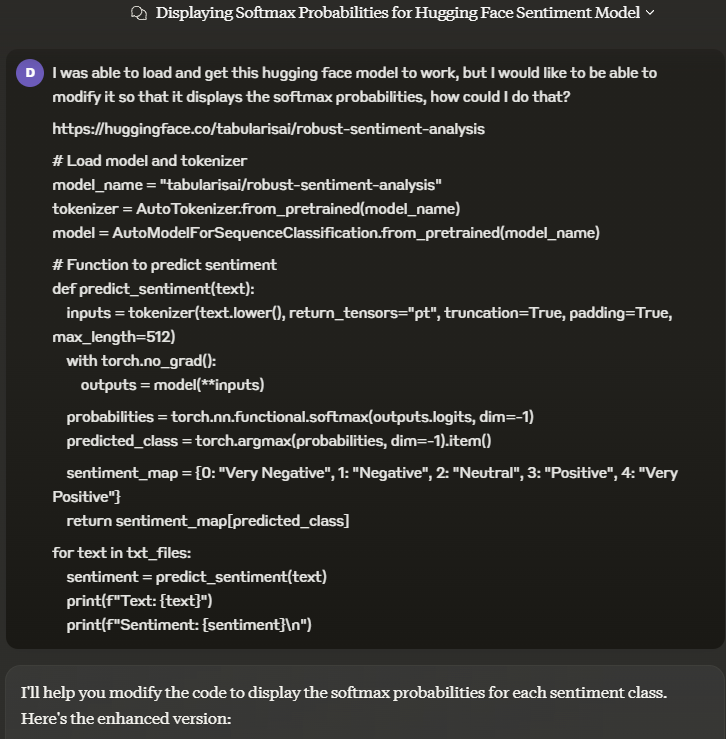 Displaying Softmax Probabilities for Hugging Face Sentiment Model
D
I was able to load and get this hugging face model to work, but I would like to be able to
modify it so that it displays the softmax probabilities, how could I do that?
https://huggingface.co/tabularisai/robust-sentiment-analysis
# Load model and tokenizer
model_name = "tabularisai/robust-sentiment-analysis"
tokenizer = AutoTokenizer.from_pretrained(model_name)
model = AutoModelForSequenceClassification.from_pretrained(model_name)
# Function to predict sentiment
def predict_sentiment(text):
    inputs = tokenizer(text.lower(), return_tensors="pt", truncation=True, padding=True,
max_length=512)
    with torch.no_grad():
        outputs = model(**inputs)
    probabilities = torch.nn.functional.softmax(outputs.logits, dim=-1)
    predicted_class = torch.argmax(probabilities, dim=-1).item()
    sentiment_map = {0: "Very Negative", 1: "Negative", 2: "Neutral", 3: "Positive", 4: "Very
Positive"}
    return sentiment_map[predicted_class]
for text in txt_files:
    sentiment = predict_sentiment(text)
    print(f"Text: {text}")
    print(f"Sentiment: {sentiment}\n")
I'll help you modify the code to display the softmax probabilities for each sentiment class.
Here's the enhanced version: